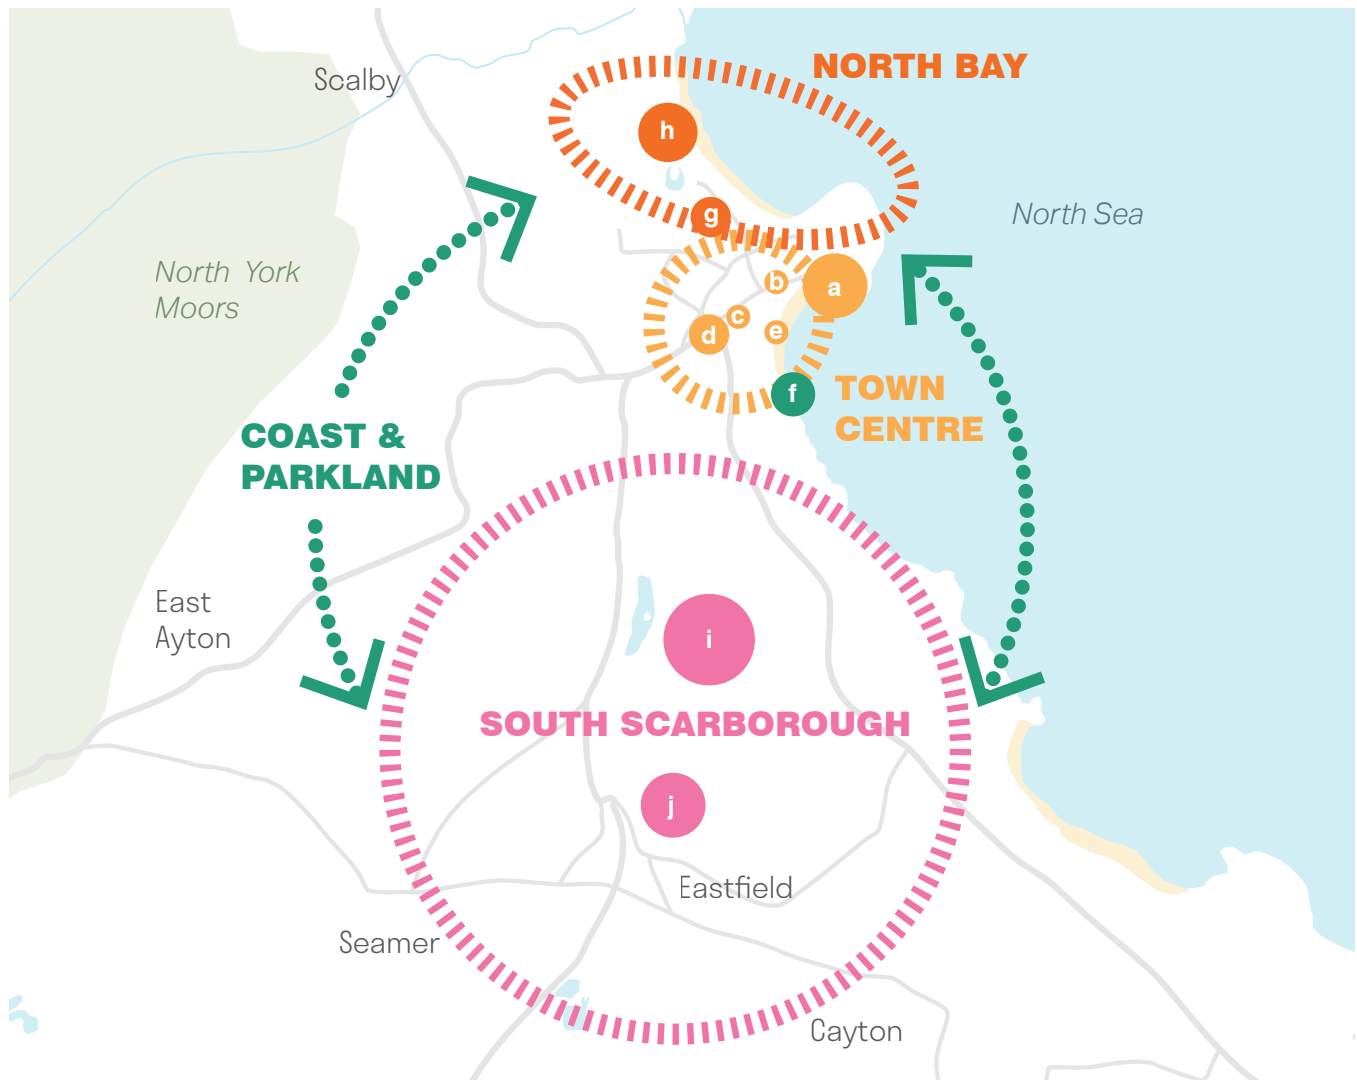 NORTH BAY
Scalby
h
North Sea
g
North York
Moors
b
a
c
d
e
f
TOWN
CENTRE
COAST &
PARKLAND
East
Ayton
i
SOUTH SCARBOROUGH
j
Eastfield
Seamer
Cayton